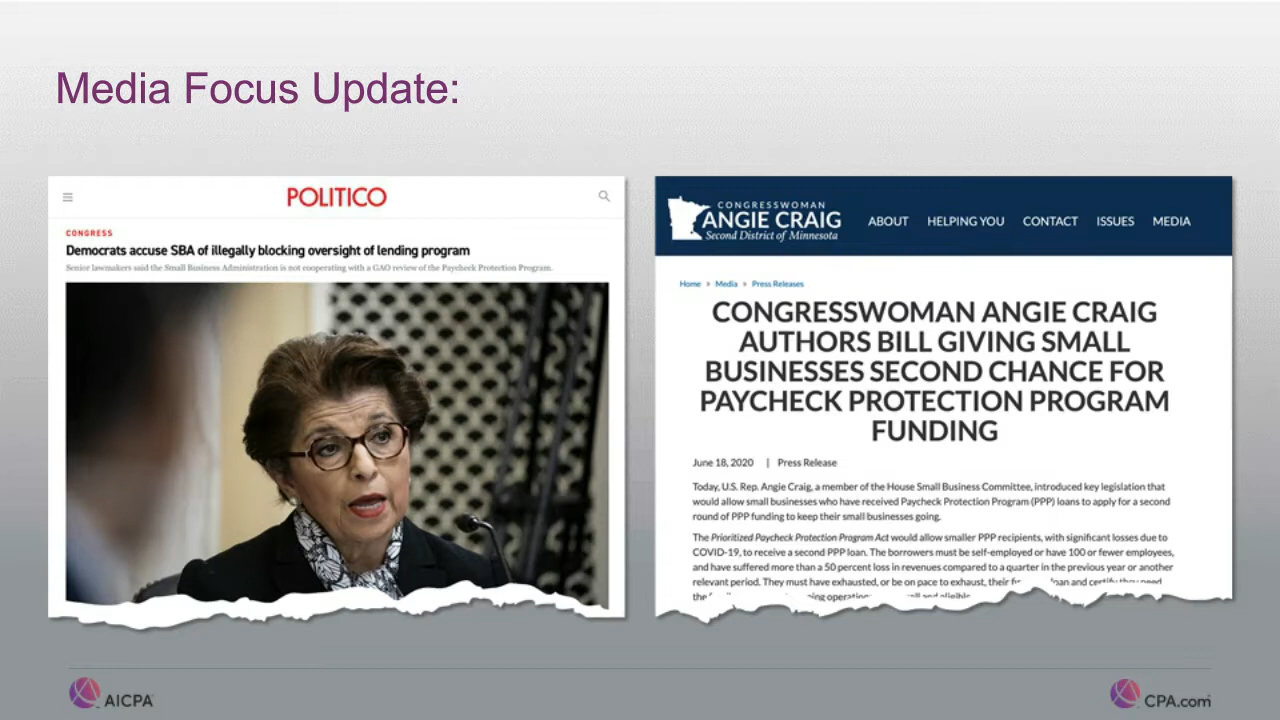 Media Focus Update:
POLITICO
CONGRESS
Democrats accuse SBA of illegally blocking oversight of lending program
Senior lawmakers said the Small Business Administration is not cooperating with a GAO review of the Paycheck Protection Program.
CONGRESSWOMAN
ANGIE CRAIG
Second District of Minnesota
ABOUT HELPING YOU CONTACT ISSUES MEDIA
Home » Media » Press Releases
CONGRESSWOMAN ANGIE CRAIG
AUTHORS BILL GIVING SMALL
BUSINESSES SECOND CHANCE FOR
PAYCHECK PROTECTION PROGRAM
FUNDING
June 18, 2020 | Press Release
Today, U.S. Rep. Angie Craig, a member of the House Small Business Committee, introduced key legislation that
would allow small businesses who have received Paycheck Protection Program (PPP) loans to apply for a second
round of PPP funding to keep their small businesses going.
The Prioritized Paycheck Protection Program Act would allow smaller PPP recipients, with significant losses due to
COVID-19, to receive a second PPP loan. The borrowers must be self-employed or have 100 or fewer employees,
and have suffered more than a 50 percent loss in revenues compared to a quarter in the previous year or another
relevant period. They must have exhausted, or be on pace to exhaust, their loan and certify they need
the
AICPA
CPA.com